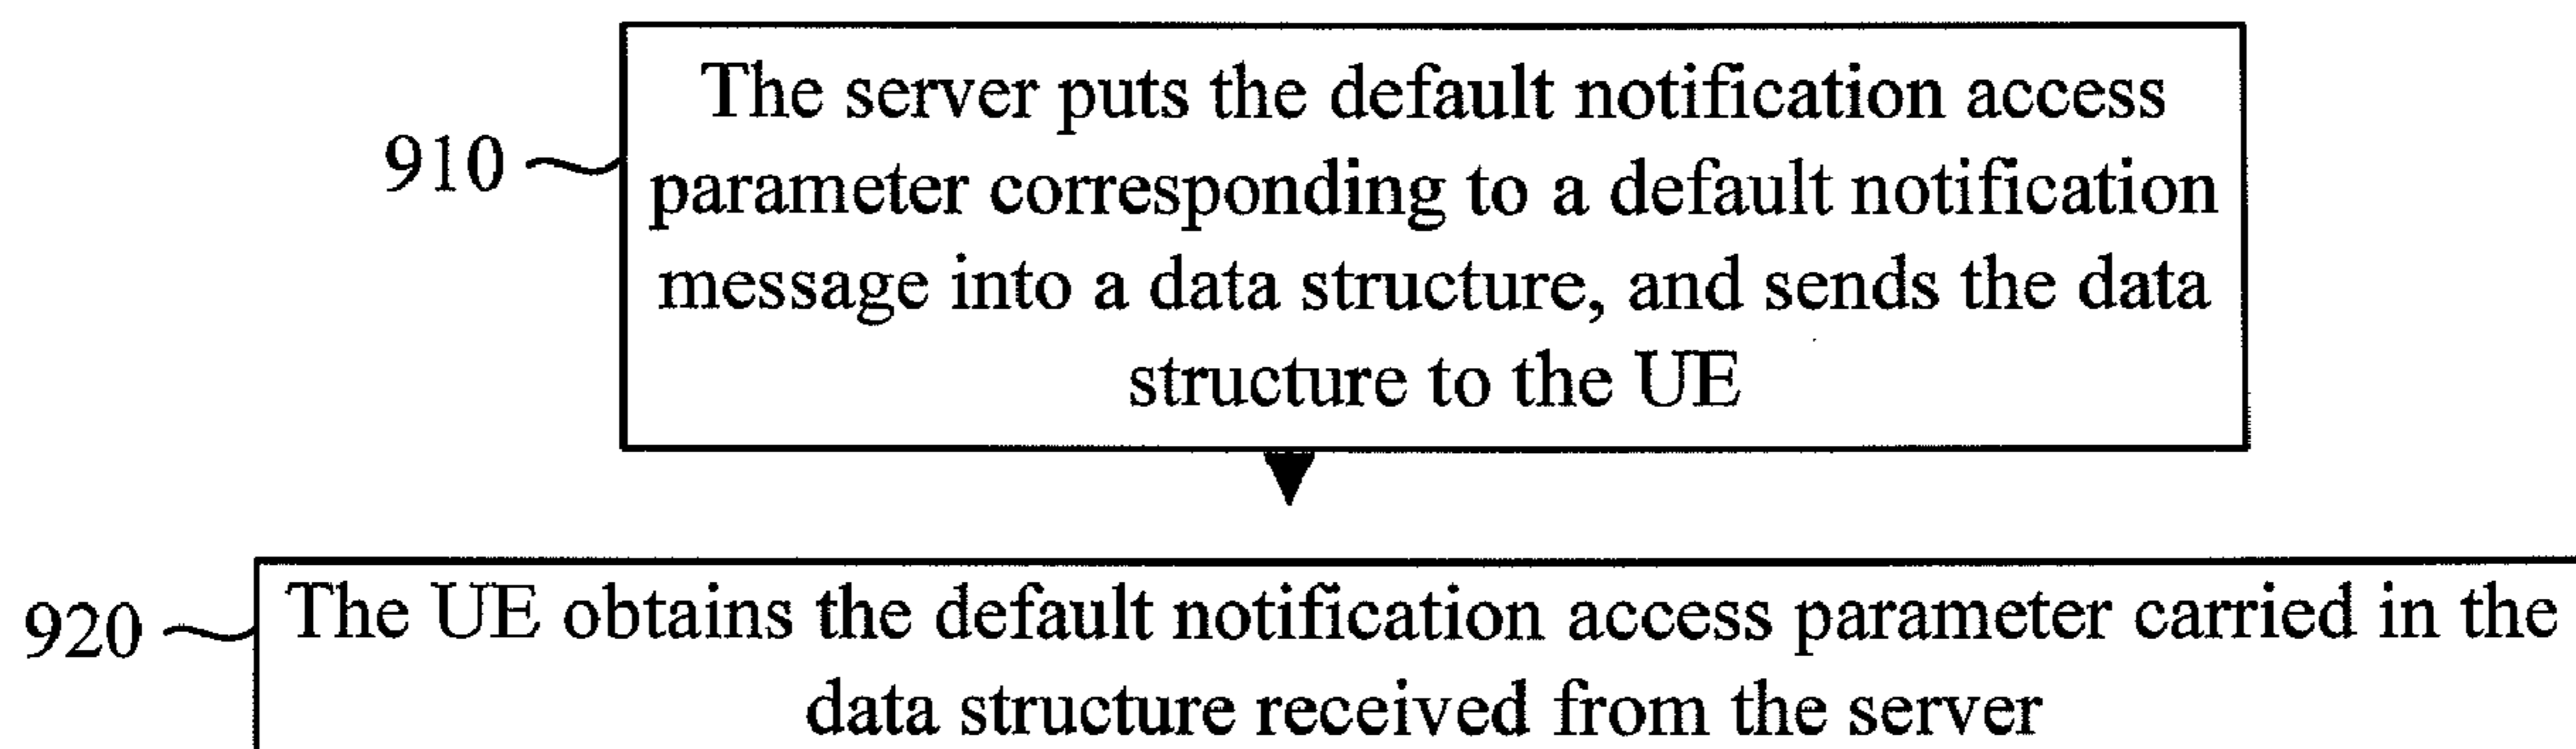 The server puts the default notification access
910
parameter corresponding to a default notification
message into a data structure, and sends the data
structure to the UE
920
The UE obtains the default notification access parameter carried in the
data structure received from the server